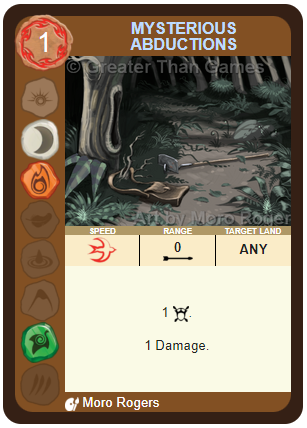 1
MYSTERIOUS
ABDUCTIONS
© Greater Than Games
Art by Moro Roger
SPEED
RANGE
TARGET LAND
0
ANY
1 .
1 Damage.
Moro Rogers